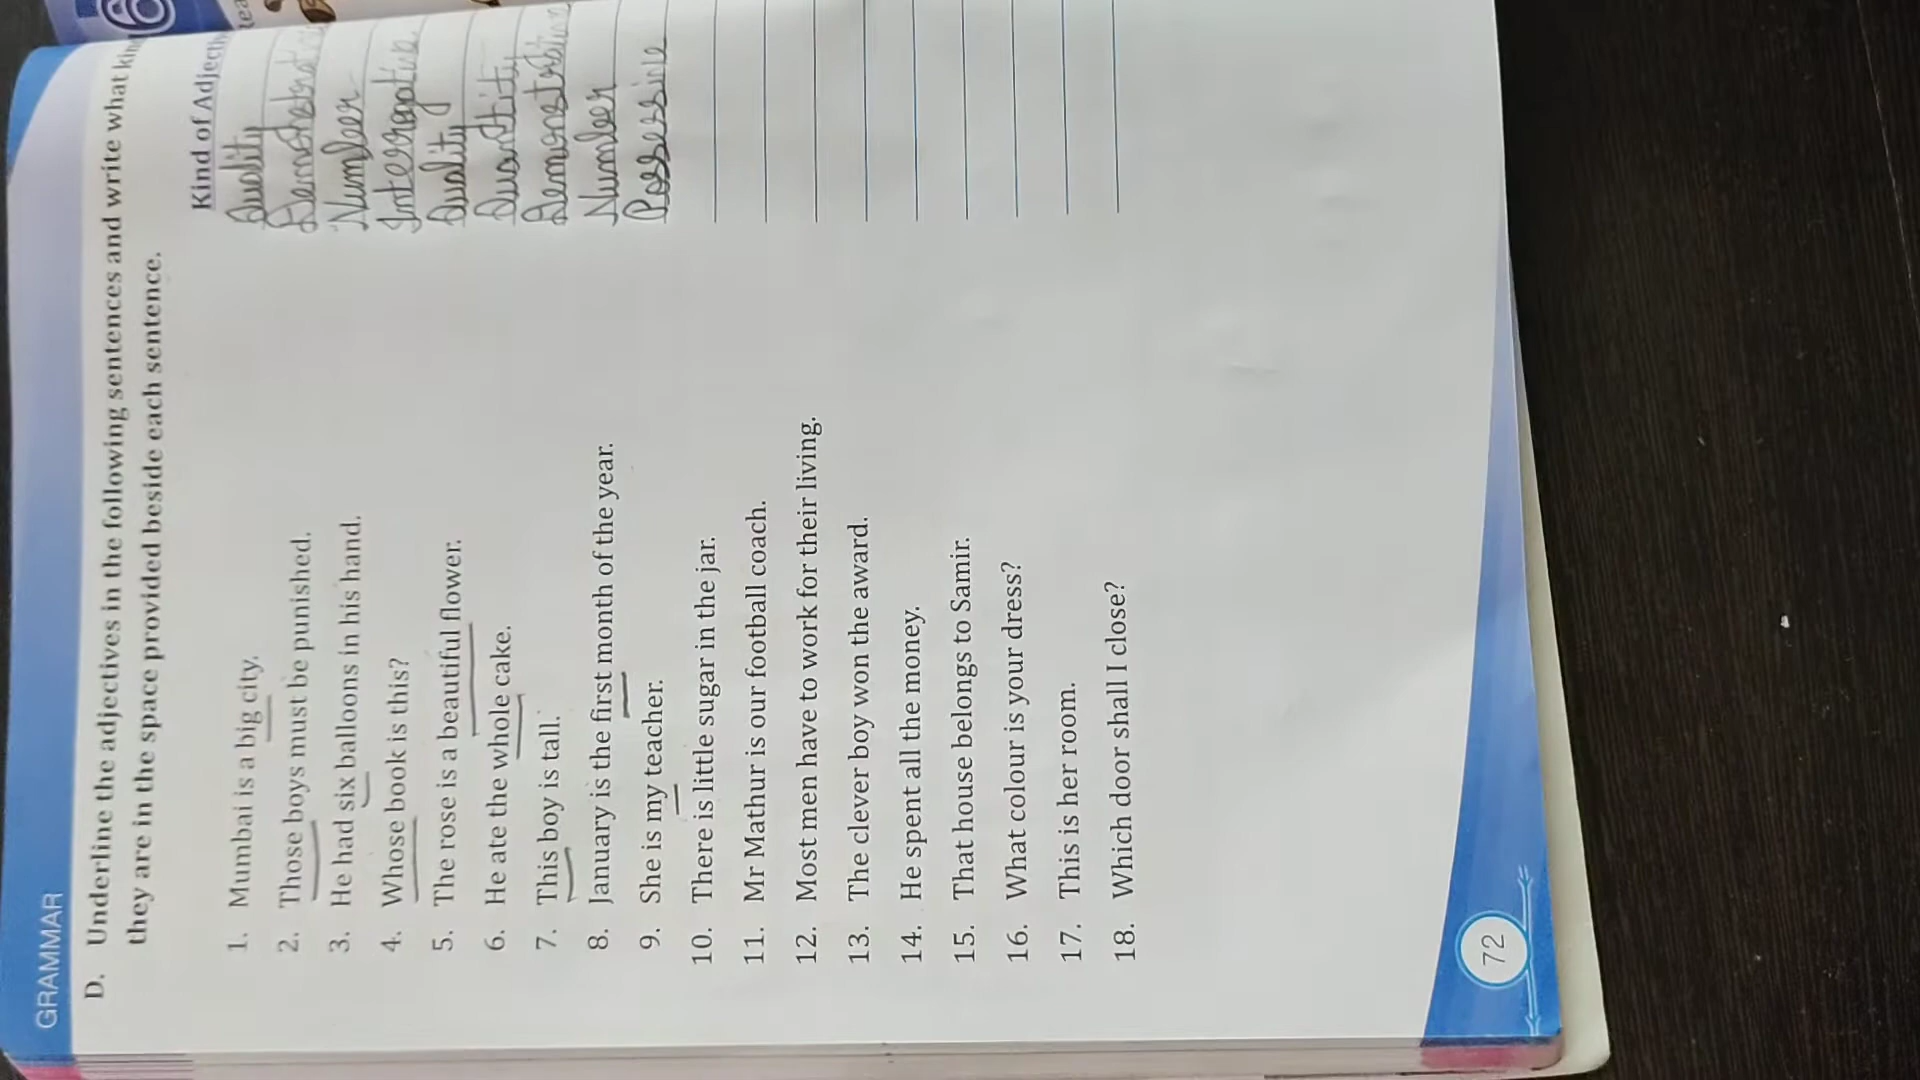 GRAMMAR
D. Underline the adjectives in the following sentences and write what kin
they are in the space provided beside each sentence.
Kind of Adjecti
1. Mumbai is a big city. Quality
2. Those boys must be punished.
3. He had six balloons in his hand. Number
4. Whose book is this? Interrogative
5. The rose is a beautiful flower. Quality
6. He ate the whole cake. Quantity
7. This boy is tall.
8. January is the first month of the year. Number
9. She is my teacher.
10. There is little sugar in the jar.
11. Mr Mathur is our football coach.
12. Most men have to work for their living.
13. The clever boy won the award.
14. He spent all the money.
15. That house belongs to Samir.
16. What colour is your dress?
17. This is her room.
18. Which door shall I close?
72